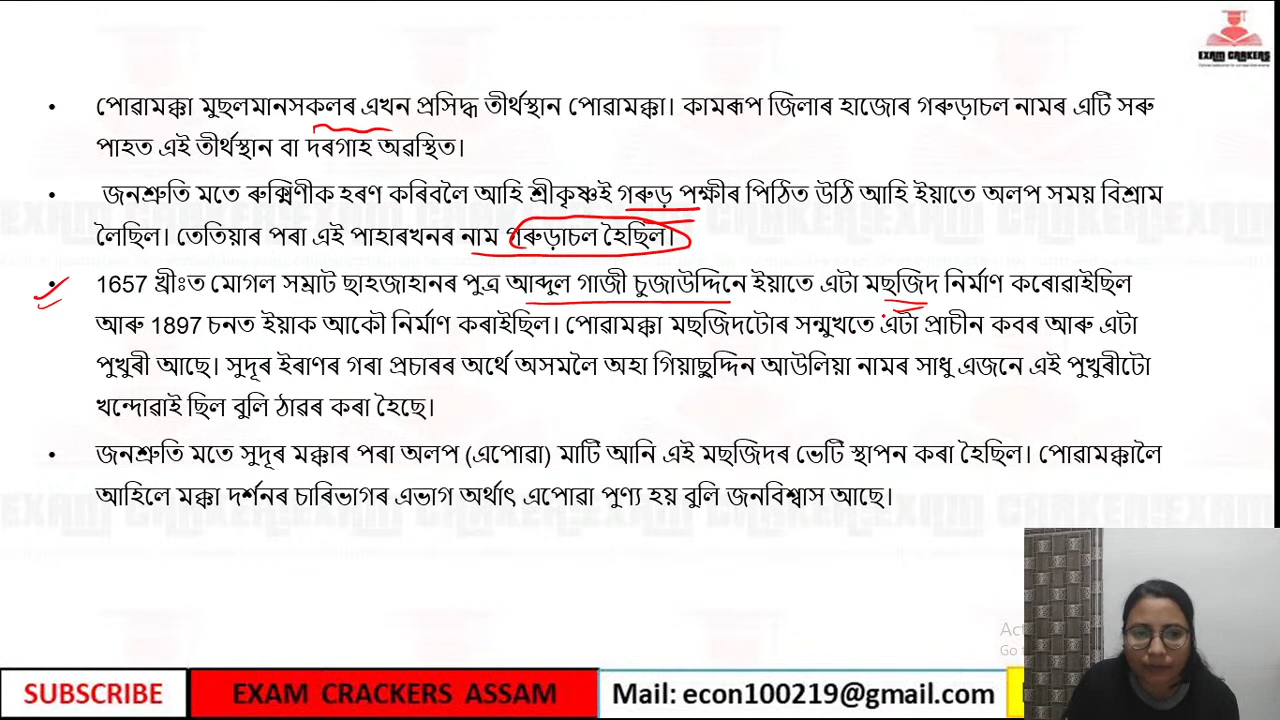 EXAM CRAKERS
• পোৱামক্কা মুছলমানসকলৰ এখন প্ৰসিদ্ধ তীৰ্থস্থান পোৱামক্কা। কামৰূপ জিলাৰ হাজোৰ গৰুড়াচল নামৰ এটি সৰু
পাহত এই তীৰ্থস্থান বা দৰগাহ অৱস্থিত।
• জনশ্ৰুতি মতে ৰুক্মিণীক হৰণ কৰিবলৈ আহি শ্ৰীকৃষ্ণই গৰুড় পক্ষীৰ পিঠিত উঠি আহি ইয়াতে অলপ সময় বিশ্ৰাম
লৈছিল। তেতিয়াৰ পৰা এই পাহাৰখনৰ নাম গৰুড়াচল হৈছিল।
• 1657 খ্ৰীঃত মোগল সম্ৰাট ছাহজাহানৰ পুত্ৰ আব্দুল গাজী চুজাউদ্দিনে ইয়াতে এটা মছজিদ নিৰ্মাণ কৰোৱাইছিল
আৰু 1897 চনত ইয়াক আকৌ নিৰ্মাণ কৰাইছিল। পোৱামক্কা মছজিদটোৰ সন্মুখতে এটা প্ৰাচীন কবৰ আৰু এটা
পুখুৰী আছে। সুদূৰ ইৰাণৰ গৰা প্ৰচাৰৰ অৰ্থে অসমলৈ অহা গিয়াছুদ্দিন আউলিয়া নামৰ সাধু এজনে এই পুখুৰীটো
খন্দোৱাই ছিল বুলি ঠাৱৰ কৰা হৈছে।
• জনশ্ৰুতি মতে সুদূৰ মক্কাৰ পৰা অলপ (এপোৱা) মাটি আনি এই মছজিদৰ ভেটি স্থাপন কৰা হৈছিল। পোৱামক্কালৈ
আহিলে মক্কা দৰ্শনৰ চাৰিভাগৰ এভাগ অৰ্থাৎ এপোৱা পুণ্য হয় বুলি জনবিশ্বাস আছে।
SUBSCRIBE EXAM CRACKERS ASSAM Mail: econ100219@gmail.com